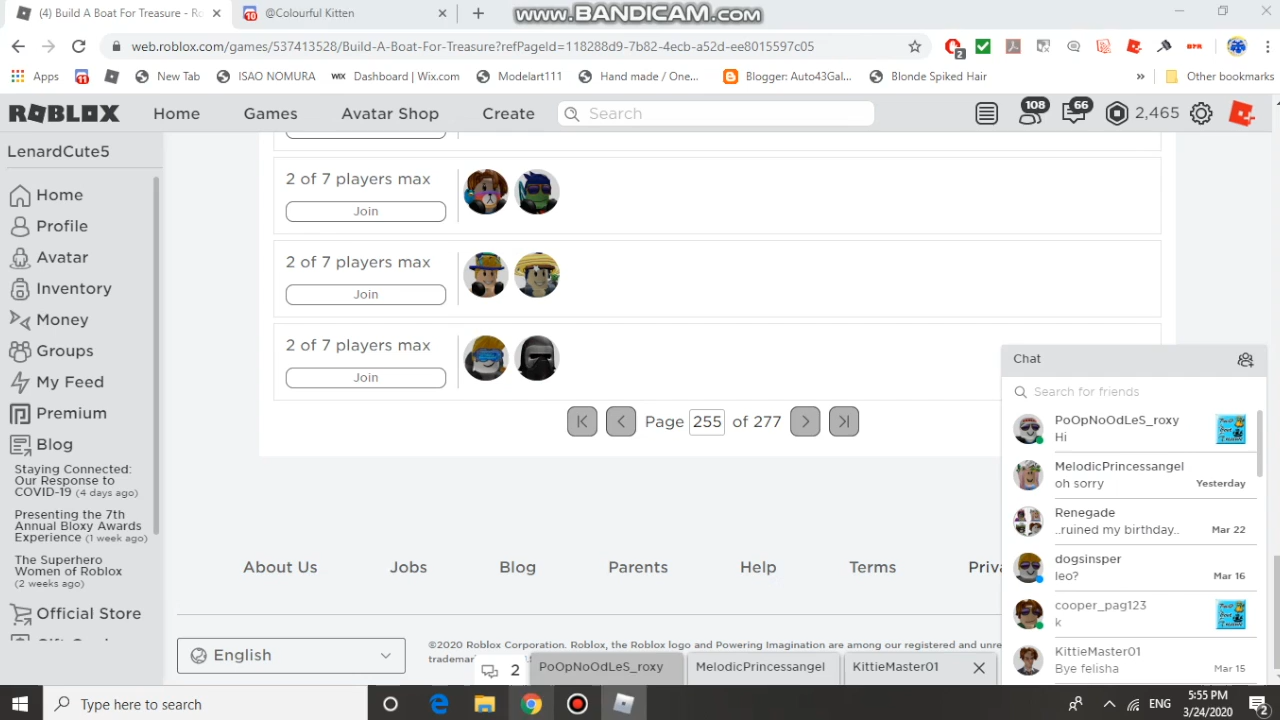 (4) Build A Boat For Treasure - Ro
@Colourful Kitten
www.BANDICAM.com
web.roblox.com/games/537413528/Build-A-Boat-For-Treasure?refPageId=118288d9-7b82-4ecb-a52d-ee8015597c05
2
Apps
New Tab
ISAO NOMURA
WiX
Dashboard | Wix.com
Modelart111
Hand made / One...
Blogger: Auto43Gal...
Blonde Spiked Hair
»
Other bookmarks
ROBLOX
Home
Games
Avatar Shop
Create
Search
108
66
2,465
LenardCute5
Home
Profile
Avatar
Inventory
Money
Groups
My Feed
Premium
Blog
Staying Connected:
Our Response to
COVID-19 (4 days ago)
Presenting the 7th
Annual Bloxy Awards
Experience (1 week ago)
The Superhero
Women of Roblox
(2 weeks ago)
Official Store
2 of 7 players max
Join
2 of 7 players max
Join
2 of 7 players max
Join
Page 255 of 277
About Us
Jobs
Blog
Parents
Help
Terms
Priva
English
©2020 Roblox Corporation. Roblox, the Roblox logo and Powering Imagination are among our registered and unre
trademar
Chat
Search for friends
PoOpNoOdLeS_roxy
Hi
MelodicPrincessangel
oh sorry
Yesterday
Renegade
..ruined my birthday..
Mar 22
dogsinsper
leo?
Mar 16
cooper_pag123
k
KittieMaster01
Bye felisha
Mar 15
2
PoOpNoOdLeS_roxy
MelodicPrincessangel
KittieMaster01
Type here to search
ENG
5:55 PM
3/24/2020
2